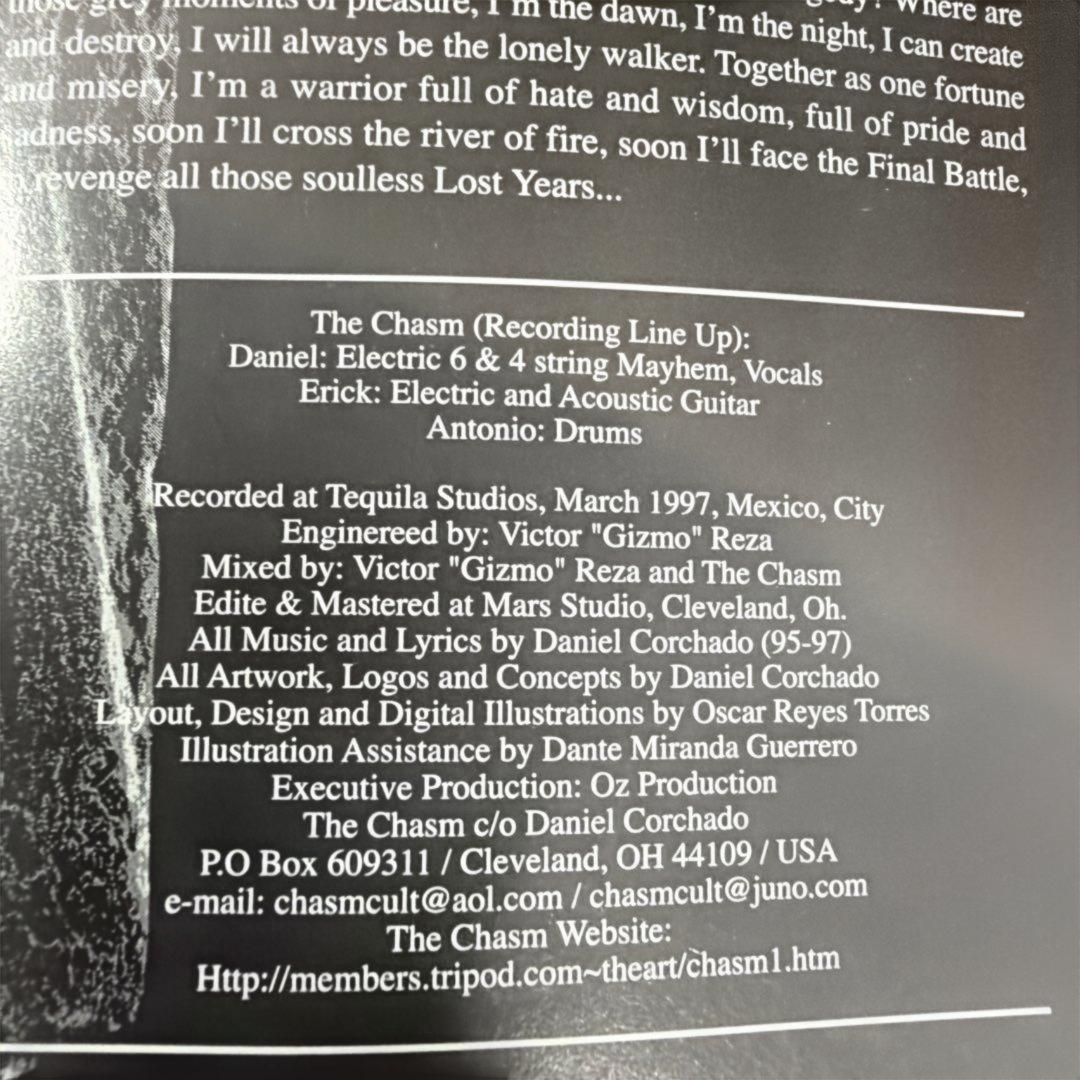 those grey moments of pleasure, I'm the dawn, I'm the night, I can create
Where are
and destroy, I will always be the lonely walker. Together as one fortune
and misery, I'm a warrior full of hate and wisdom, full of pride and
sadness, soon I'll cross the river of fire, soon I'll face the Final Battle,
revenge all those soulless Lost Years...
The Chasm (Recording Line Up):
Daniel: Electric 6 & 4 string Mayhem, Vocals
Erick: Electric and Acoustic Guitar
Antonio: Drums
Recorded at Tequila Studios, March 1997, Mexico, City
Enginereed by: Victor "Gizmo" Reza
Mixed by: Victor "Gizmo" Reza and The Chasm
Edite & Mastered at Mars Studio, Cleveland, Oh.
All Music and Lyrics by Daniel Corchado (95-97)
All Artwork, Logos and Concepts by Daniel Corchado
Layout, Design and Digital Illustrations by Oscar Reyes Torres
Illustration Assistance by Dante Miranda Guerrero
Executive Production: Oz Production
The Chasm c/o Daniel Corchado
P.O Box 609311 / Cleveland, OH 44109 / USA
e-mail: chasmcult@aol.com / chasmcult@juno.com
The Chasm Website:
Http://members.tripod.com~theart/chasm1.htm